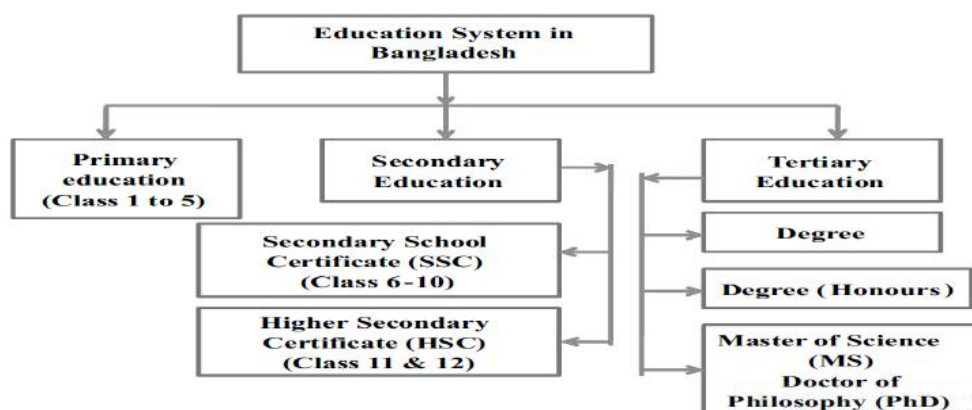 Education System in
Bangladesh
Primary
education
(Class 1 to 5)
Secondary
Education
Tertiary
Education
Secondary School
Certificate (SSC)
(Class 6-10)
Higher Secondary
Certificate (HSC)
(Class 11 & 12)
Degree
Degree (Honours)
Master of Science
(MS)
Doctor of
Philosophy (PhD)